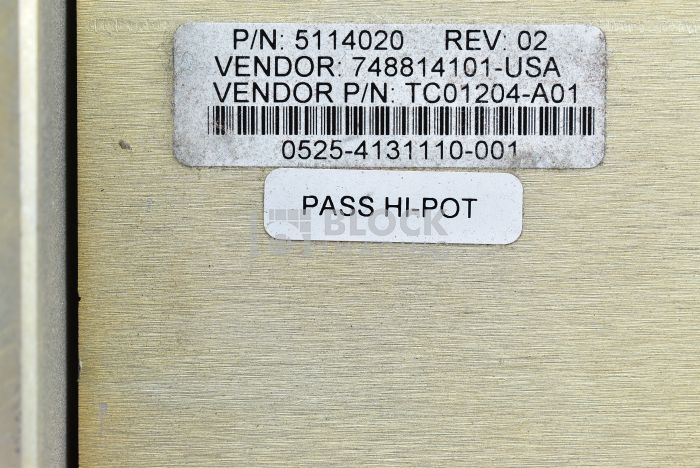 P/N: 5114020 REV: 02
VENDOR: 748814101-USA
VENDOR P/N: TC01204-A01
0525-4131110-001
PASS HI-POT
BLOCK